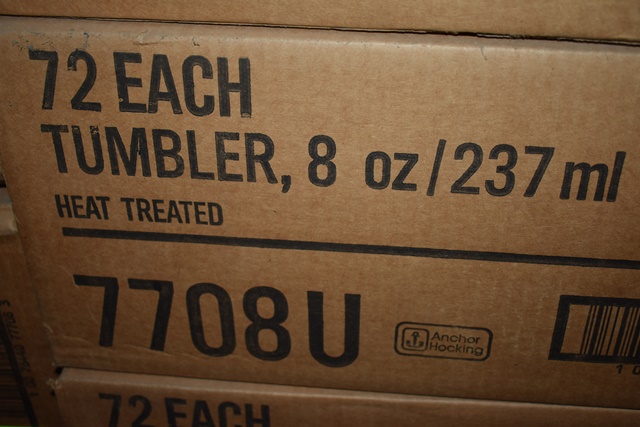 72 EACH
TUMBLER, 8 oz/237 ml
HEAT TREATED
7708U
Anchor
Hocking
72 EACH